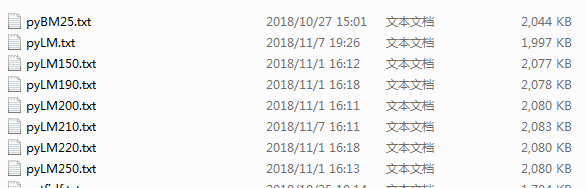 pyBM25.txt 2018/10/27 15:01 文本文档 2,044 KB
pyLM.txt 2018/11/7 19:26 文本文档 1,997 KB
pyLM150.txt 2018/11/1 16:12 文本文档 2,077 KB
pyLM190.txt 2018/11/1 16:18 文本文档 2,078 KB
pyLM200.txt 2018/11/1 16:11 文本文档 2,080 KB
pyLM210.txt 2018/11/7 16:11 文本文档 2,083 KB
pyLM220.txt 2018/11/1 16:18 文本文档 2,080 KB
pyLM250.txt 2018/11/1 16:13 文本文档 2,080 KB